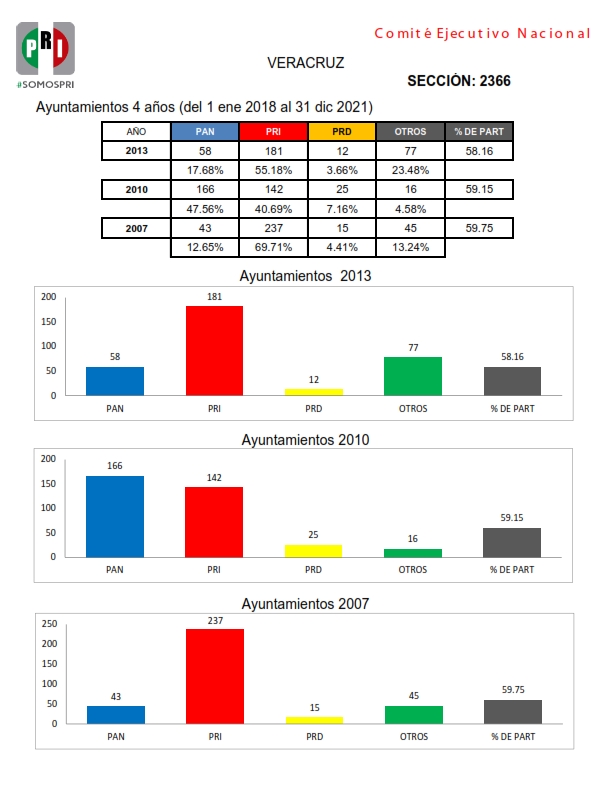 Comité Ejecutivo Nacional
PRI
#SOMOSPRI
VERACRUZ
SECCIÓN: 2366
Ayuntamientos 4 años (del 1 ene 2018 al 31 dic 2021)
AÑO PAN PRI PRD OTROS % DE PART
2013 58 181 12 77 58.16
17.68% 55.18% 3.66% 23.48%
2010 166 142 25 16 59.15
47.56% 40.69% 7.16% 4.58%
2007 43 237 15 45 59.75
12.65% 69.71% 4.41% 13.24%
Ayuntamientos 2013
200
150
100
50
0
58 181 12 77 58.16
PAN PRI PRD OTROS % DE PART
Ayuntamientos 2010
200
150
100
50
0
166 142 25 16 59.15
PAN PRI PRD OTROS % DE PART
Ayuntamientos 2007
250
200
150
100
50
0
43 237 15 45 59.75
PAN PRI PRD OTROS % DE PART